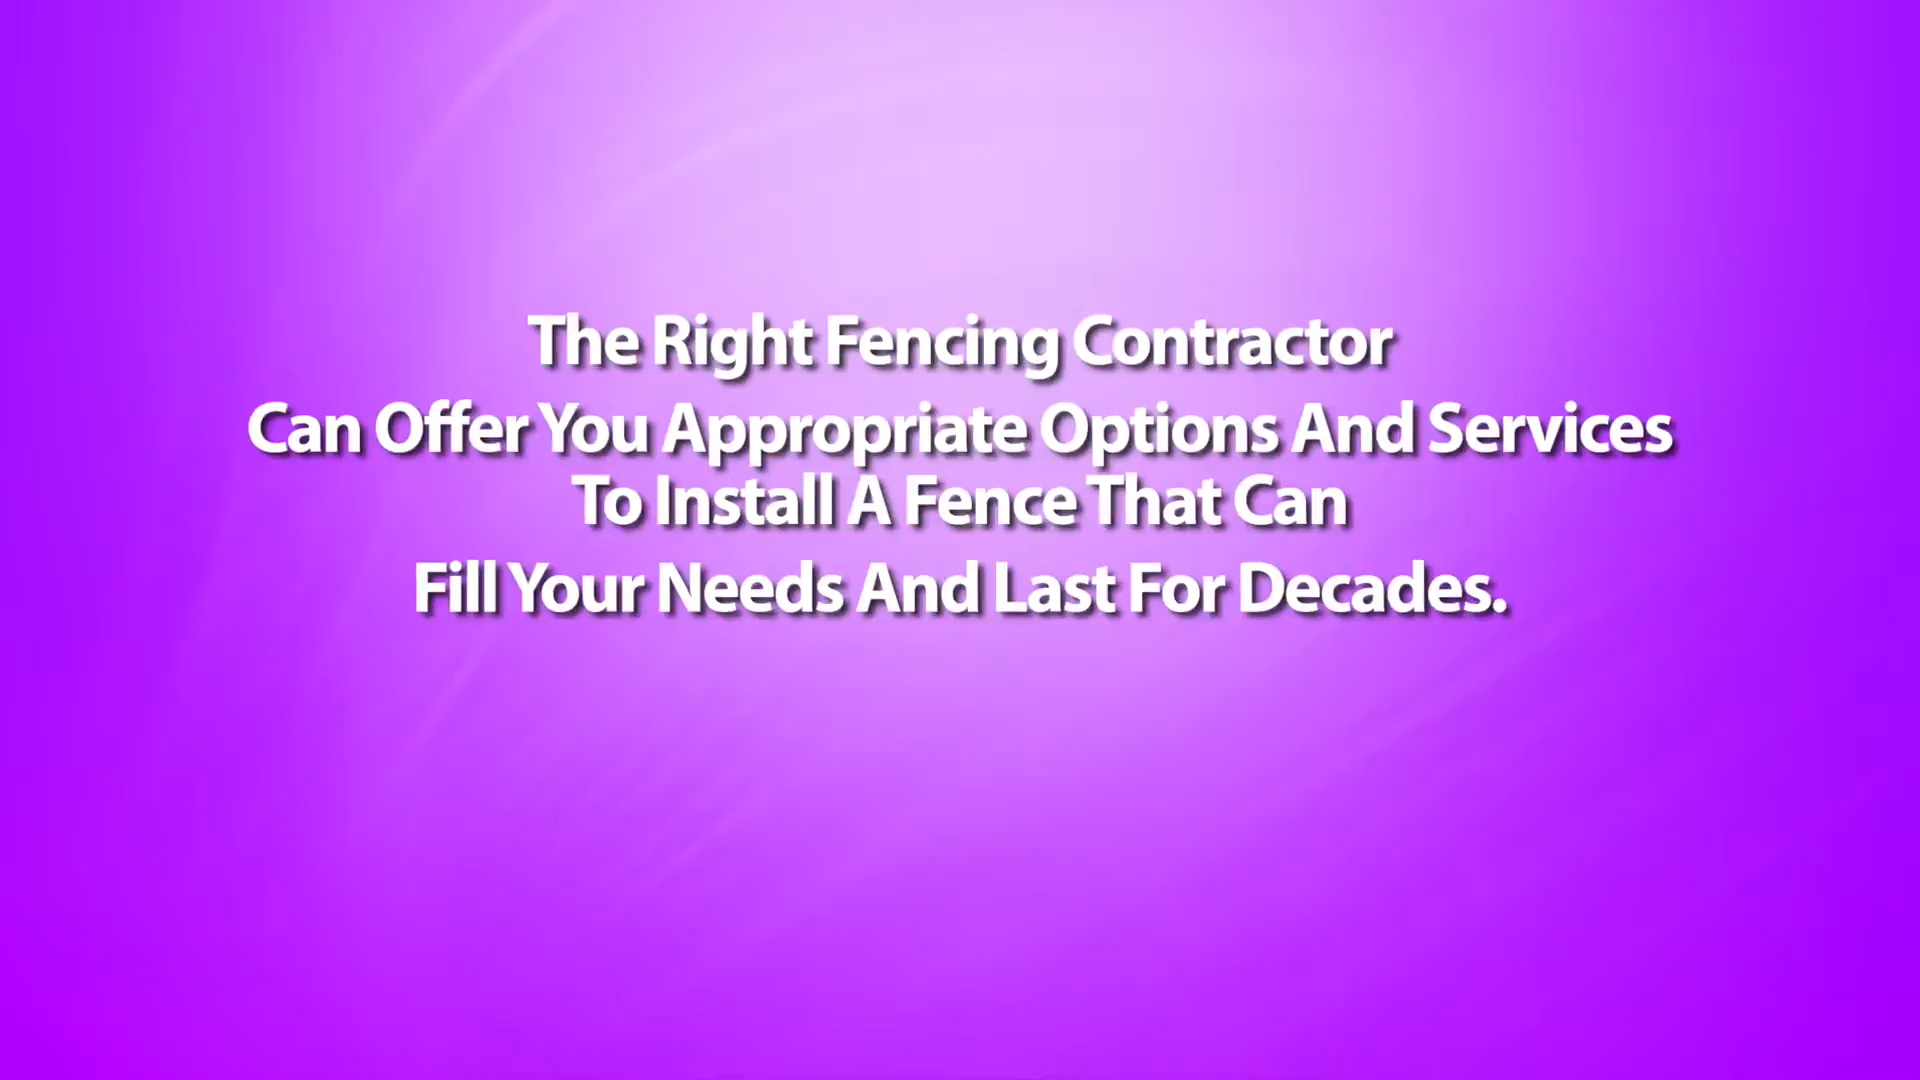 The Right Fencing Contractor
Can Offer You Appropriate Options And Services
To Install A Fence That Can
Fill Your Needs And Last For Decades.